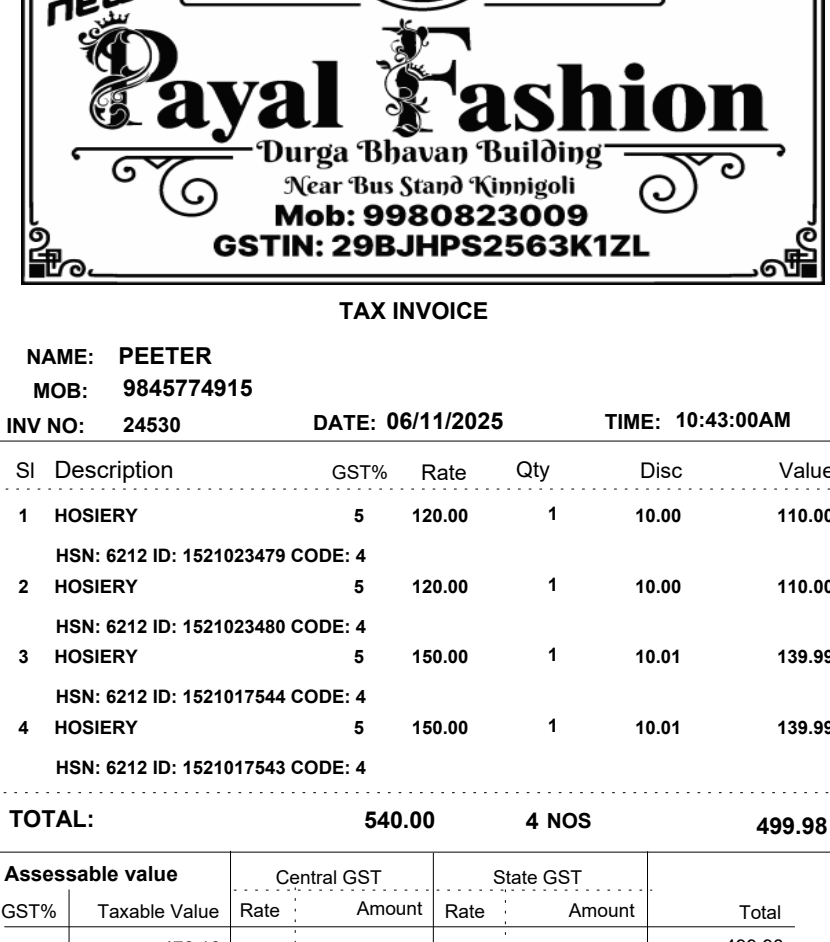 new
Payal Fashion
Durga Bhavan Building
Near Bus Stand Kinnigoli
Mob: 9980823009
GSTIN: 29BJHPS2563K1ZL
TAX INVOICE
NAME: PEETER
MOB: 9845774915
INV NO: 24530 DATE: 06/11/2025 TIME: 10:43:00AM
Sl Description GST% Rate Qty Disc Value
1 HOSIERY 5 120.00 1 10.00 110.00
HSN: 6212 ID: 1521023479 CODE: 4
2 HOSIERY 5 120.00 1 10.00 110.00
HSN: 6212 ID: 1521023480 CODE: 4
3 HOSIERY 5 150.00 1 10.01 139.99
HSN: 6212 ID: 1521017544 CODE: 4
4 HOSIERY 5 150.00 1 10.01 139.99
HSN: 6212 ID: 1521017543 CODE: 4
TOTAL: 540.00 4 NOS 499.98
Assessable value Central GST State GST
GST% Taxable Value Rate Amount Rate Amount Total